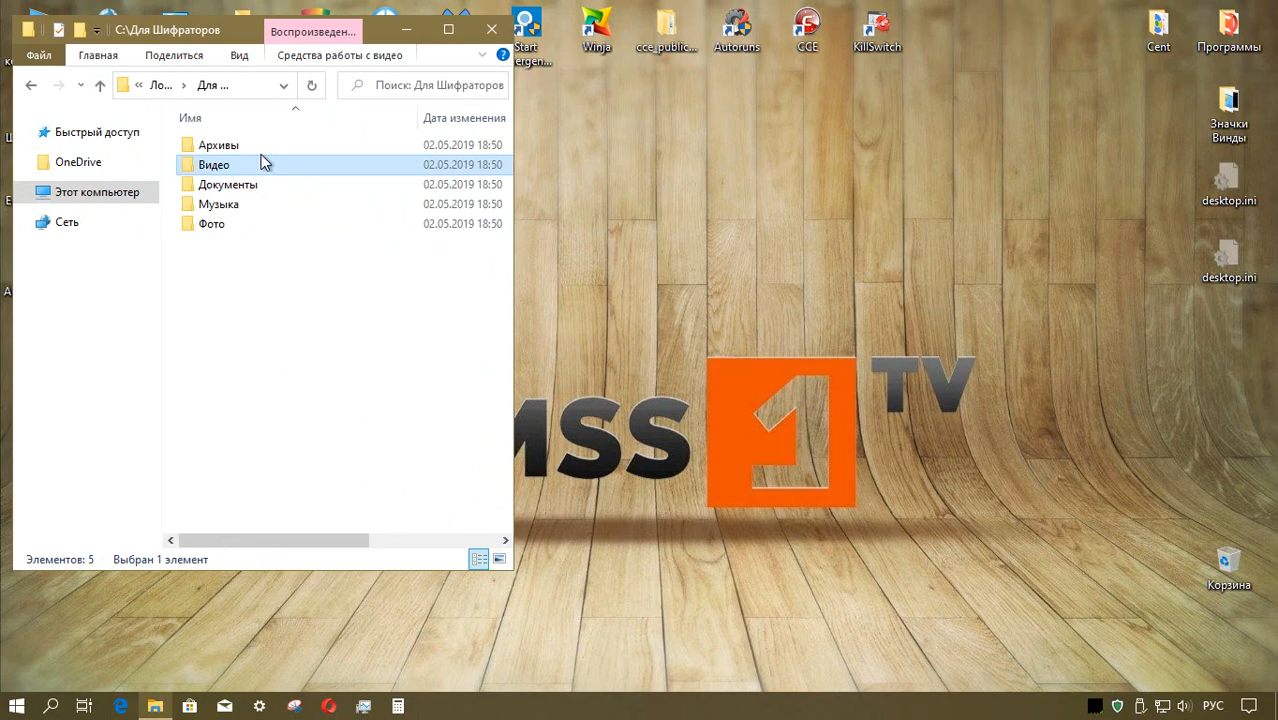 C:\Для Шифраторов
Воспроизведен...
Файл
Главная
Поделиться
Вид
Средства работы с видео
Ло...
Для ...
Поиск: Для Шифраторов
Имя
Дата изменения
Быстрый доступ
OneDrive
Этот компьютер
Сеть
Архивы 02.05.2019 18:50
Видео 02.05.2019 18:50
Документы 02.05.2019 18:50
Музыка 02.05.2019 18:50
Фото 02.05.2019 18:50
Элементов: 5
Выбран 1 элемент
Start
mergen...
Winja
cce_public...
Autoruns
CCE
KillSwitch
Cent
Программы
Значки
Винды
desktop.ini
desktop.ini
Корзина
MSS
1
TV
РУС